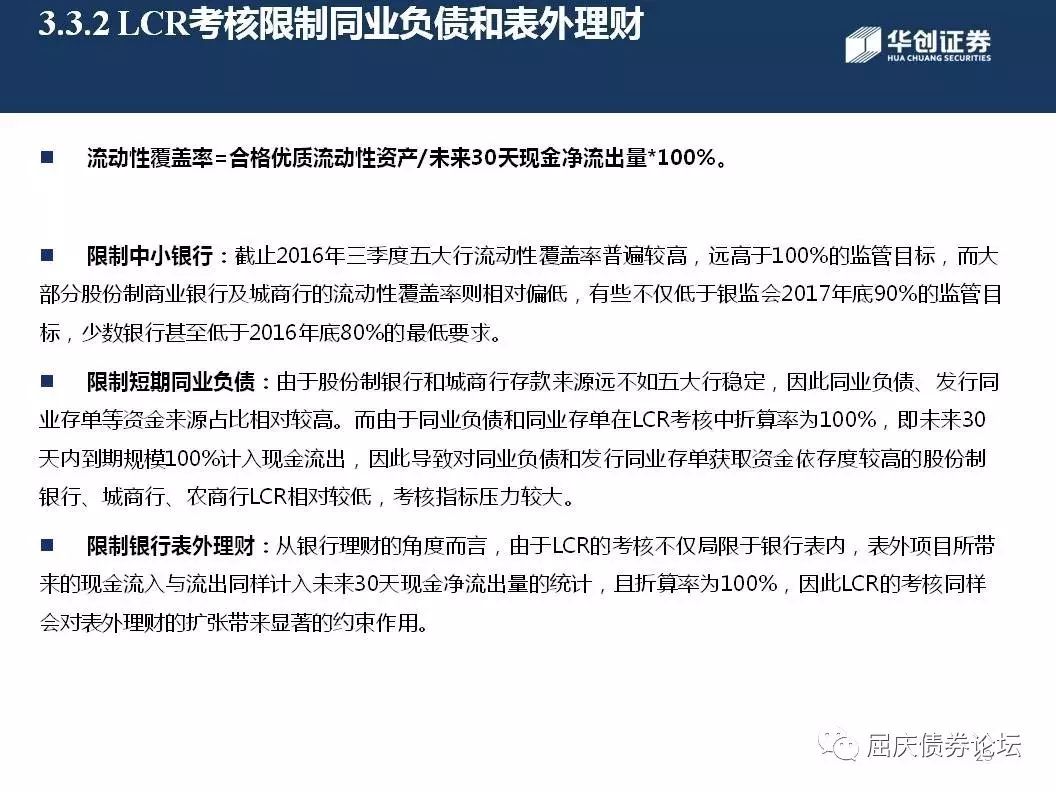 3.3.2 LCR考核限制同业负债和表外理财
华创证券
HUA CHUANG SECURITIES
流动性覆盖率=合格优质流动性资产/未来30天现金净流出量*100%。
限制中小银行：截止2016年三季度五大行流动性覆盖率普遍较高，远高于100%的监管目标，而大
部分股份制商业银行及城商行的流动性覆盖率则相对偏低，有些不仅低于银监会2017年底90%的监管目
标，少数银行甚至低于2016年底80%的最低要求。
限制短期同业负债：由于股份制银行和城商行存款来源远不如五大行稳定，因此同业负债、发行同
业存单等资金来源占比相对较高。而由于同业负债和同业存单在LCR考核中折算率为100%，即未来30
天内到期规模100%计入现金流出，因此导致对同业负债和发行同业存单获取资金依存度较高的股份制
银行、城商行、农商行LCR相对较低，考核指标压力较大。
限制银行表外理财：从银行理财的角度而言，由于LCR的考核不仅局限于银行表内，表外项目所带
来的现金流入与流出同样计入未来30天现金净流出量的统计，且折算率为100%，因此LCR的考核同样
会对表外理财的扩张带来显著的约束作用。
屈庆债券论坛